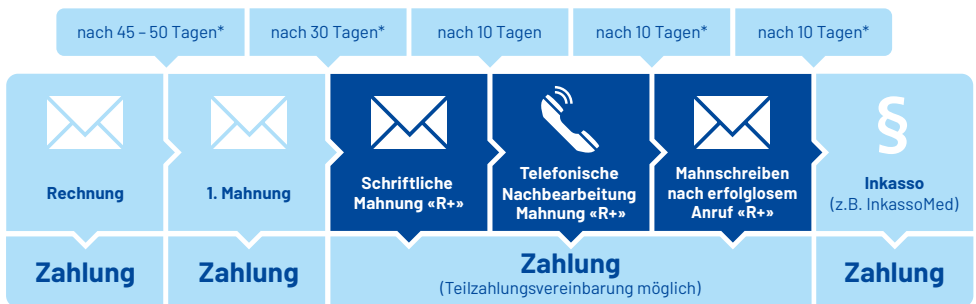 nach 45 – 50 Tagen*
nach 30 Tagen*
nach 10 Tagen
nach 10 Tagen*
nach 10 Tagen*
Rechnung
1. Mahnung
Schriftliche
Mahnung «R+»
Telefonische
Nachbearbeitung
Mahnung «R+»
Mahnschreiben
nach erfolglosem
Anruf «R+»
§
Inkasso
(z.B. InkassoMed)
Zahlung
Zahlung
Zahlung
(Teilzahlungsvereinbarung möglich)
Zahlung